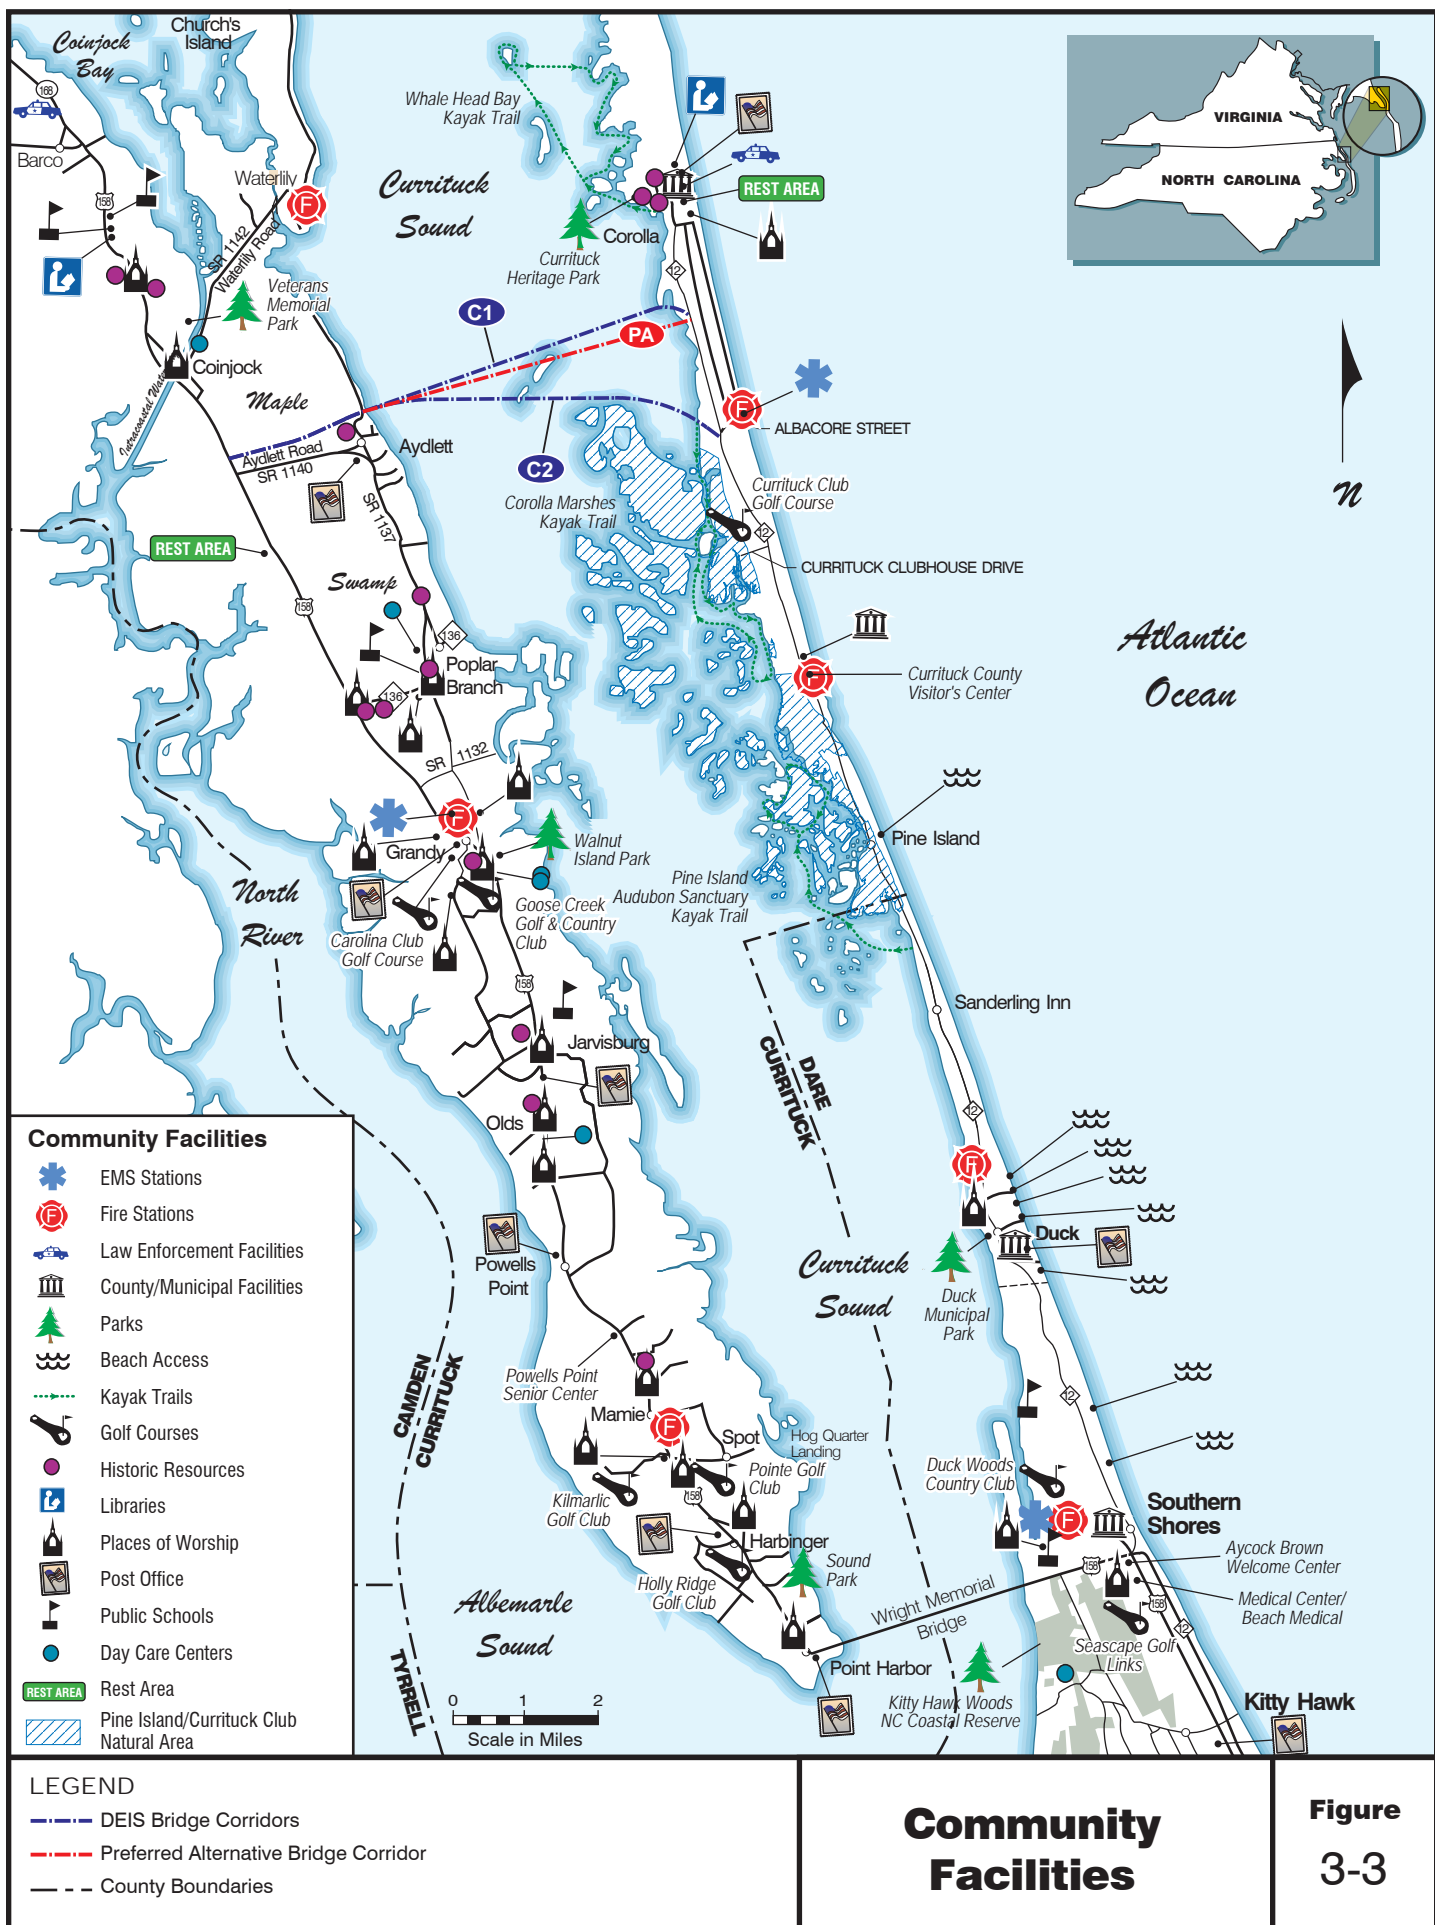 Coinjock
Bay
Church's
Island
168
Barco
158
Waterlily
F
SR 1142
Waterlily Road
Veterans
Memorial
Park
Coinjock
Maple
Aydlett Road
SR 1140
Aydlett
SR 1137
REST AREA
Swamp
158
136
Poplar
Branch
136
SR 1132
F
Grandy
Walnut
Island Park
Goose Creek
Golf & Country
Club
Carolina Club
Golf Course
North
River
158
Jarvisburg
Olds
Powells
Point
Powells Point
Senior Center
Mamie
F
Spot
Hog Quarter
Landing
Pointe Golf
Club
Kilmarlic
Golf Club
158
Harbinger
Holly Ridge
Golf Club
Sound
Park
Point Harbor
Wright Memorial
Bridge
Albemarle
Sound
CAMDEN
CURRITUCK
TYRRELL
0 1 2
Scale in Miles
Whale Head Bay
Kayak Trail
Currituck
Sound
Corolla
Currituck
Heritage Park
REST AREA
12
C1
PA
C2
F
ALBACORE STREET
Corolla Marshes
Kayak Trail
Currituck Club
Golf Course
12
CURRITUCK CLUBHOUSE DRIVE
F
Currituck County
Visitor's Center
Atlantic
Ocean
Pine Island
Pine Island
Audubon Sanctuary
Kayak Trail
Sanderling Inn
DARE
CURRITUCK
12
F
Duck
Duck
Municipal
Park
Currituck
Sound
12
Duck Woods
Country Club
F
Southern
Shores
158
Aycock Brown
Welcome Center
Medical Center/
Beach Medical
158
12
Seascape Golf
Links
Kitty Hawk Woods
NC Coastal Reserve
Kitty Hawk
VIRGINIA
NORTH CAROLINA
N
Community Facilities
EMS Stations
F
Fire Stations
Law Enforcement Facilities
County/Municipal Facilities
Parks
Beach Access
Kayak Trails
Golf Courses
Historic Resources
Libraries
Places of Worship
Post Office
Public Schools
Day Care Centers
REST AREA
Rest Area
Pine Island/Currituck Club
Natural Area
LEGEND
DEIS Bridge Corridors
Preferred Alternative Bridge Corridor
County Boundaries
Community
Facilities
Figure
3-3